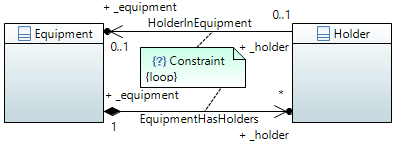 + _equipment
HolderInEquipment
0..1
Equipment
Holder
0..1
+ _holder
{?} Constraint
{loop}
+ _equipment
*
1
EquipmentHasHolders
+ _holder